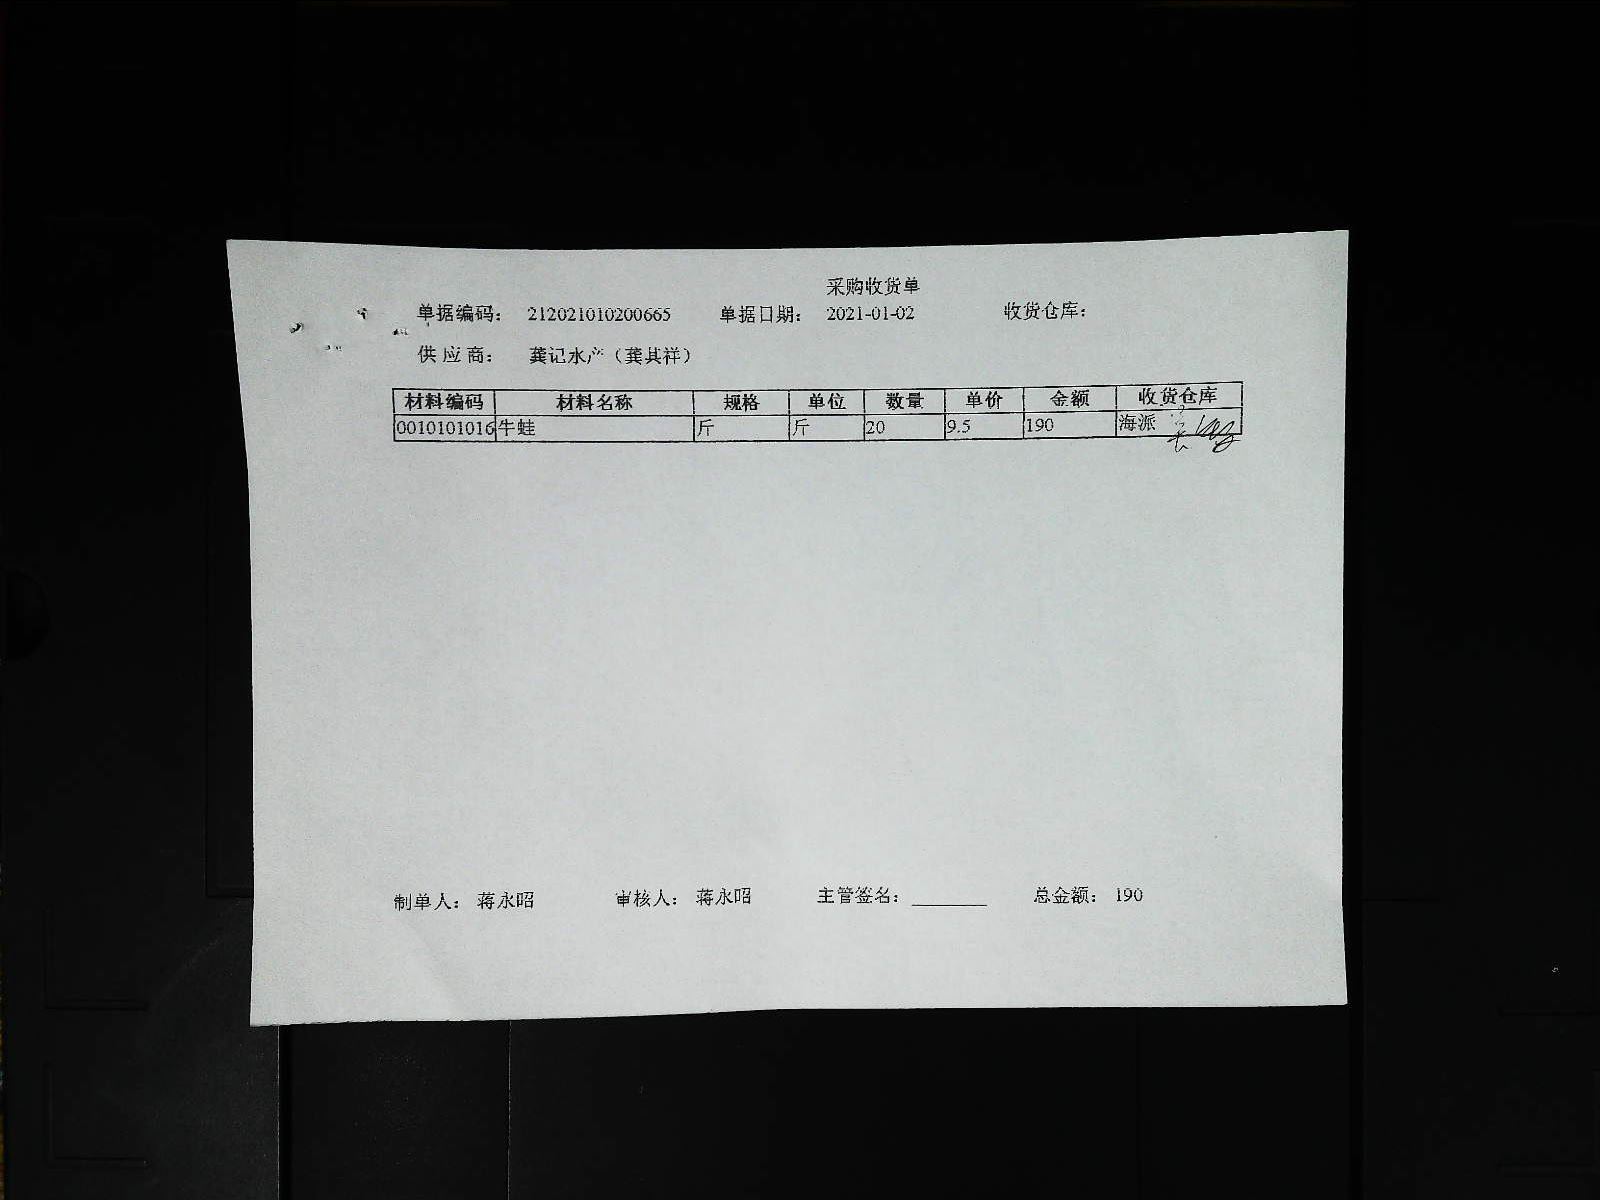 采购收货单
单据编码： 212021010200665 单据日期： 2021-01-02 收货仓库：
供应商： 龚记水产（龚其祥）
材料编码 材料名称 规格 单位 数量 单价 金额 收货仓库
0010101016 牛蛙 斤 斤 20 9.5 190 海派
制单人： 蒋永昭 审核人： 蒋永昭 主管签名： 总金额： 190